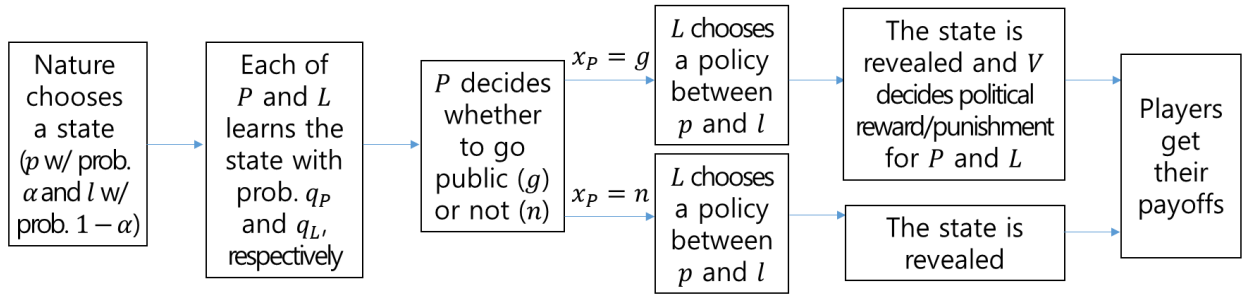 Nature
chooses
a state
(p w/ prob.
α and l w/
prob. 1 − α)
Each of
P and L
learns the
state with
prob. q_P
and q_L,
respectively
P decides
whether
to go
public (g)
or not (n)
x_P = g
L chooses
a policy
between
p and l
The state is
revealed and V
decides political
reward/punishment
for P and L
x_P = n
L chooses
a policy
between
p and l
The state is
revealed
Players
get
their
payoffs